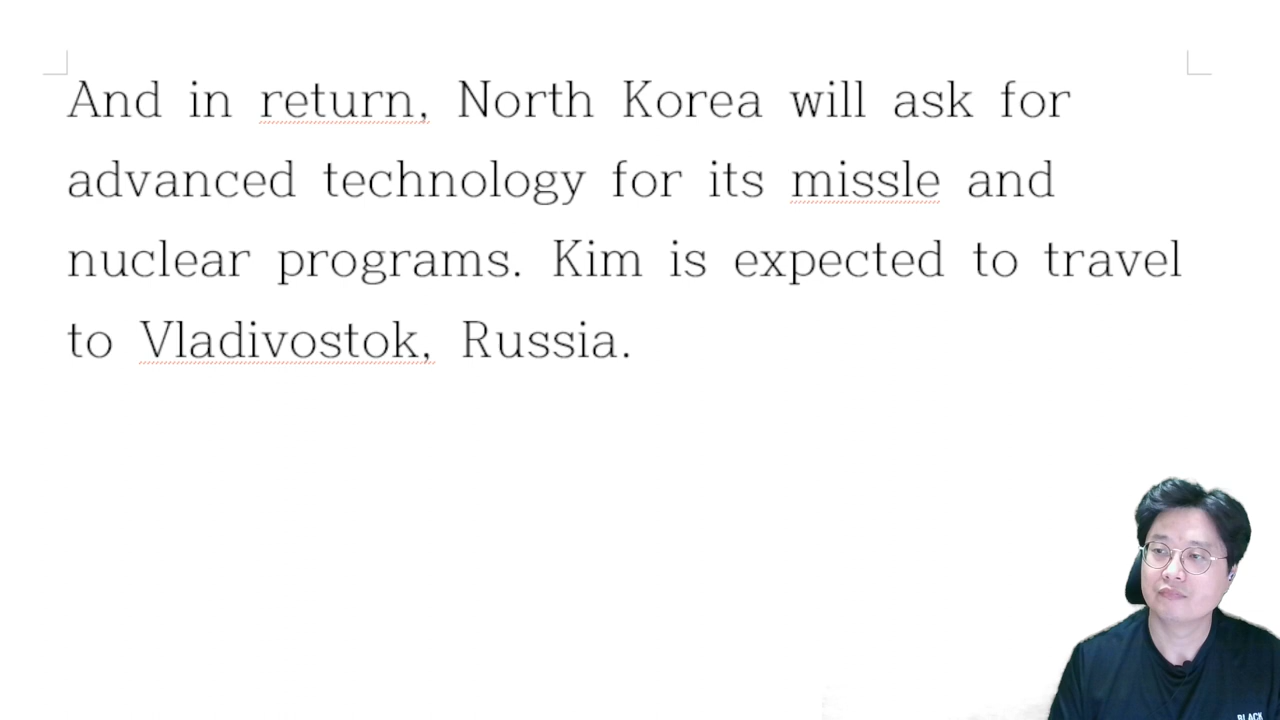 And in return, North Korea will ask for
advanced technology for its missle and
nuclear programs. Kim is expected to travel
to Vladivostok, Russia.
BLACK